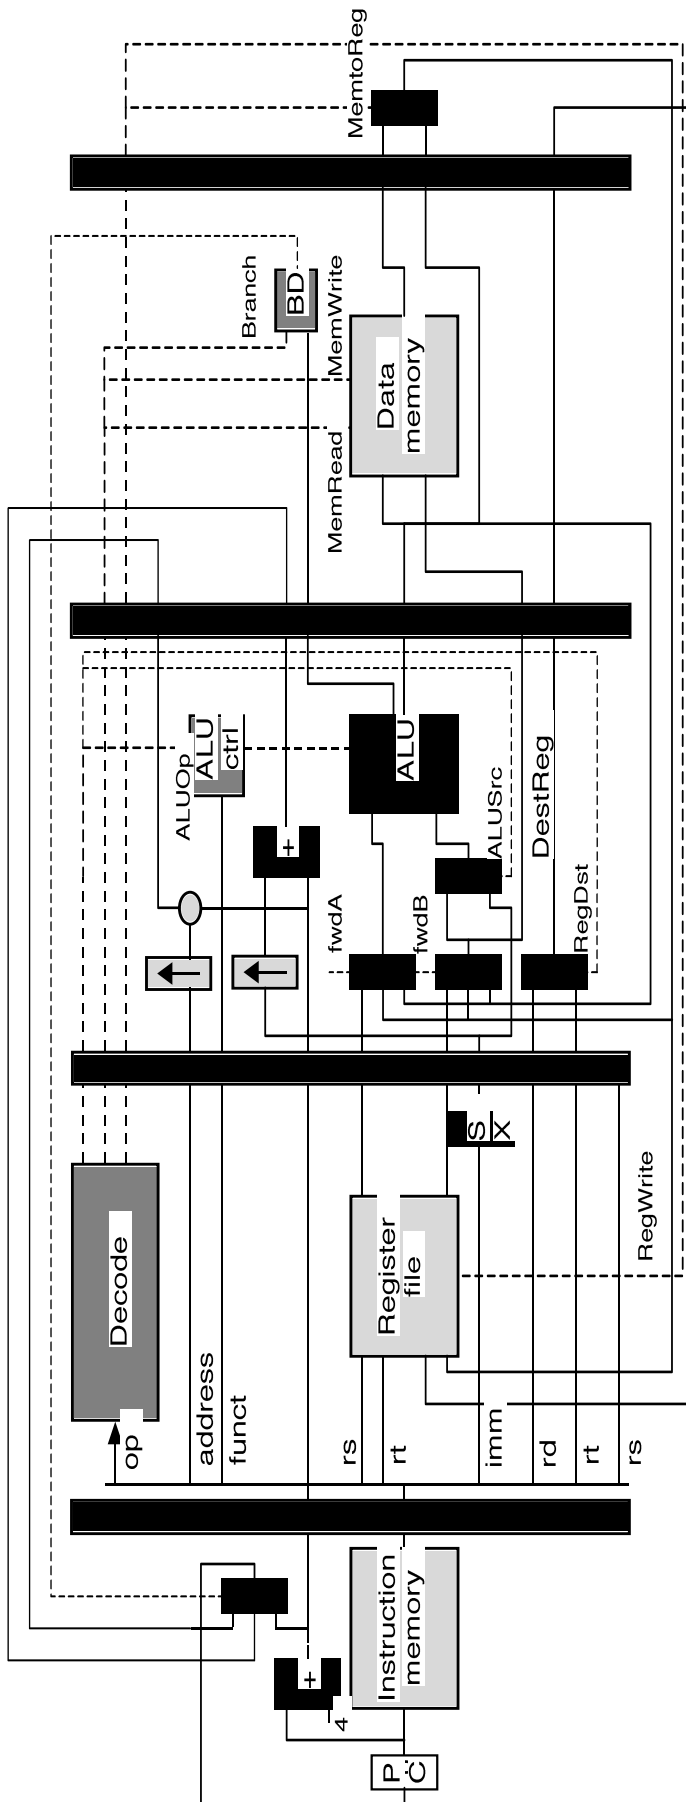 MemtoReg
Branch
BD
MemWrite
Data
memory
MemRead
ALUOp
ALU
ctrl
ALU
ALUSrc
DestReg
+
fwdA
fwdB
RegDst
S
X
RegWrite
Decode
Register
file
op
address
funct
rs
rt
imm
rd
rt
rs
Instruction
memory
+
4
PC